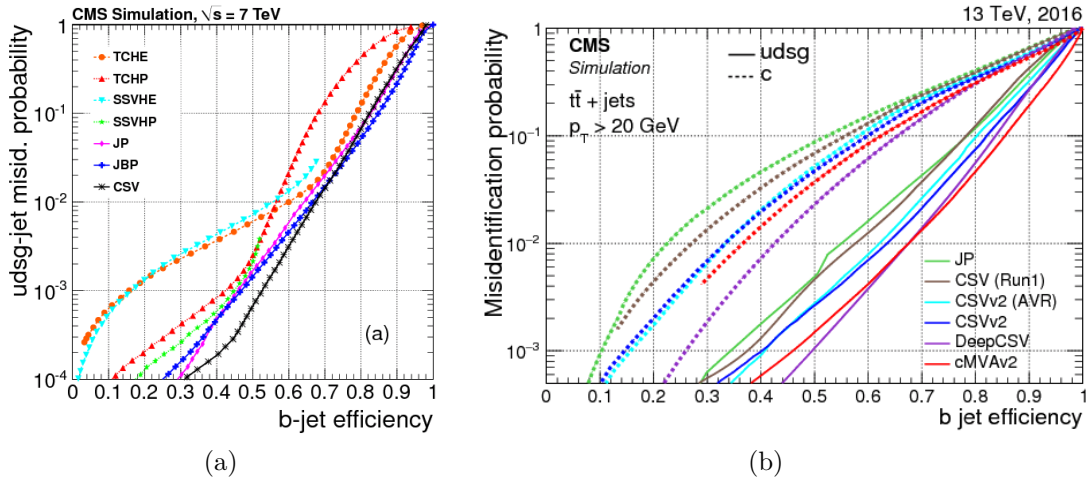 CMS Simulation, √s = 7 TeV
udsg-jet misid. probability
1
10⁻¹
10⁻²
10⁻³
10⁻⁴
TCHE
TCHP
SSVHE
SSVHP
JP
JBP
CSV
(a)
0 0.1 0.2 0.3 0.4 0.5 0.6 0.7 0.8 0.9 1
b-jet efficiency
(a)
13 TeV, 2016
Misidentification probability
1
10⁻¹
10⁻²
10⁻³
CMS
Simulation
tt̄ + jets
p_T > 20 GeV
udsg
c
JP
CSV (Run1)
CSVv2 (AVR)
CSVv2
DeepCSV
cMVAv2
0 0.1 0.2 0.3 0.4 0.5 0.6 0.7 0.8 0.9 1
b jet efficiency
(b)